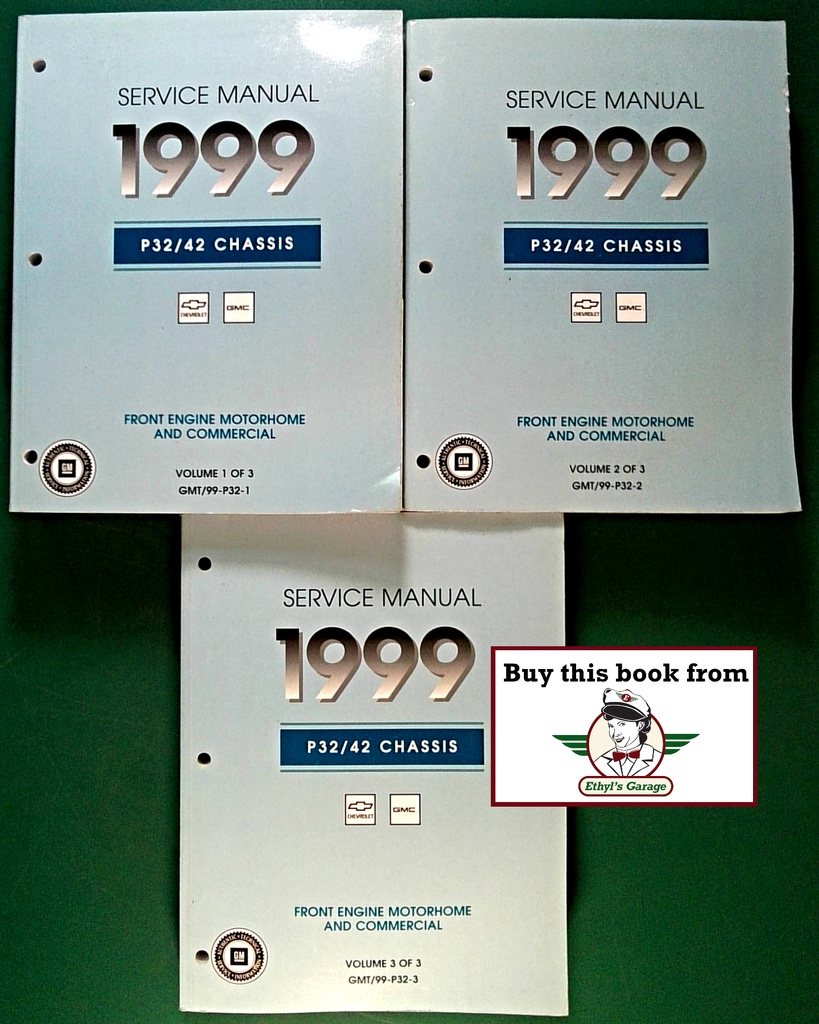 SERVICE MANUAL
1999
P32/42 CHASSIS
CHEVROLET
GMC
FRONT ENGINE MOTORHOME
AND COMMERCIAL
GM
VOLUME 1 OF 3
GMT/99-P32-1
SERVICE MANUAL
1999
P32/42 CHASSIS
CHEVROLET
GMC
FRONT ENGINE MOTORHOME
AND COMMERCIAL
GM
VOLUME 2 OF 3
GMT/99-P32-2
SERVICE MANUAL
1999
P32/42 CHASSIS
CHEVROLET
GMC
FRONT ENGINE MOTORHOME
AND COMMERCIAL
GM
VOLUME 3 OF 3
GMT/99-P32-3
Buy this book from
E
Ethyl's Garage